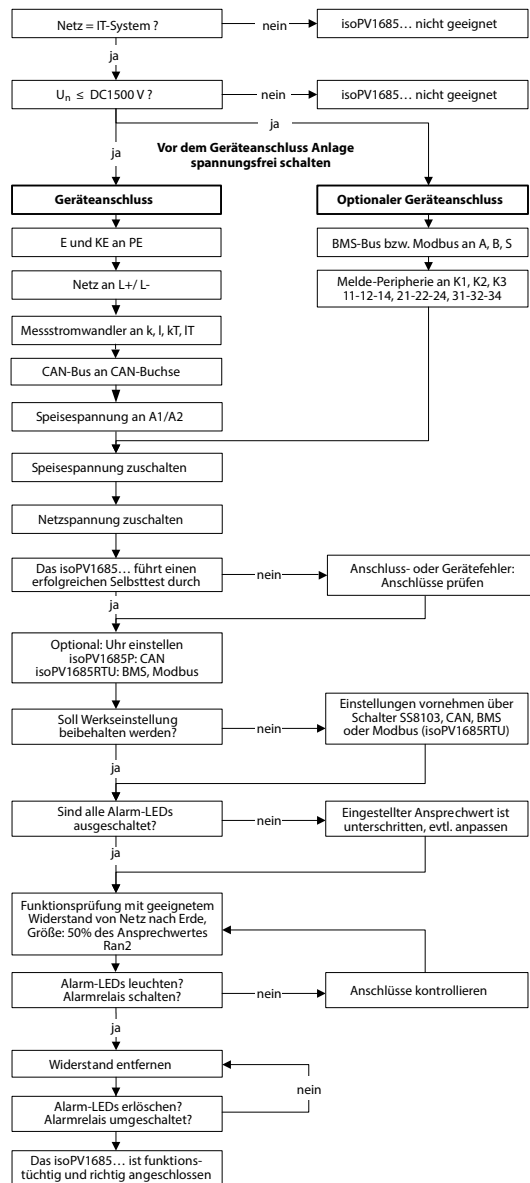 Netz = IT-System ?
nein
isoPV1685… nicht geeignet
ja
Un ≤ DC1500 V ?
nein
isoPV1685… nicht geeignet
ja
ja
Vor dem Geräteanschluss Anlage
spannungsfrei schalten
Geräteanschluss
Optionaler Geräteanschluss
E und KE an PE
BMS-Bus bzw. Modbus an A, B, S
Netz an L+/ L-
Melde-Peripherie an K1, K2, K3
11-12-14, 21-22-24, 31-32-34
Messstromwandler an k, l, kT, lT
CAN-Bus an CAN-Buchse
Speisespannung an A1/A2
Speisespannung zuschalten
Netzspannung zuschalten
Das isoPV1685… führt einen
erfolgreichen Selbsttest durch
nein
Anschluss- oder Gerätefehler:
Anschlüsse prüfen
ja
Optional: Uhr einstellen
isoPV1685P: CAN
isoPV1685RTU: BMS, Modbus
Soll Werkseinstellung
beibehalten werden?
nein
Einstellungen vornehmen über
Schalter SS8103, CAN, BMS
oder Modbus (isoPV1685RTU)
ja
Sind alle Alarm-LEDs
ausgeschaltet?
nein
Eingestellter Ansprechwert ist
unterschritten, evtl. anpassen
ja
Funktionsprüfung mit geeignetem
Widerstand von Netz nach Erde,
Größe: 50% des Ansprechwertes
Ran2
Alarm-LEDs leuchten?
Alarmrelais schalten?
nein
Anschlüsse kontrollieren
ja
Widerstand entfernen
nein
Alarm-LEDs erlöschen?
Alarmrelais umgeschaltet?
Das isoPV1685… ist funktions-
tüchtig und richtig angeschlossen